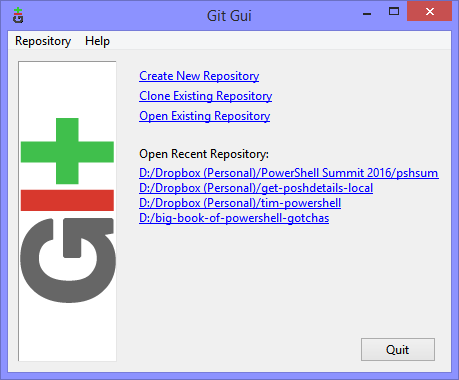 Git Gui
Repository Help
Create New Repository
Clone Existing Repository
Open Existing Repository
Open Recent Repository:
D:/Dropbox (Personal)/PowerShell Summit 2016/pshsum
D:/Dropbox (Personal)/get-poshdetails-local
D:/Dropbox (Personal)/tim-powershell
D:/big-book-of-powershell-gotchas
Git
Quit